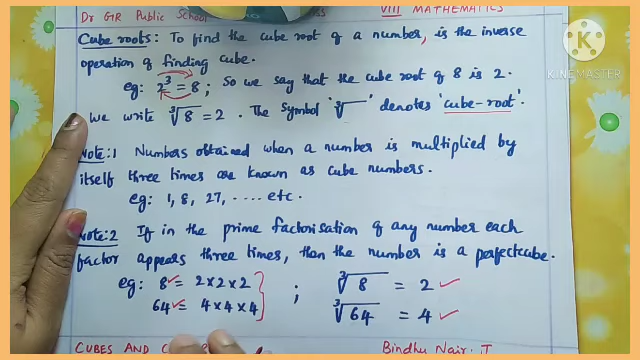 Dr GR Public School
VIII MATHEMATICS
KINEMASTER
Cube roots: To find the cube root of a number, is the inverse
operation of finding cube.
eg: 2³ = 8; So we say that the cube root of 8 is 2.
We write ∛8 = 2. The Symbol '∛' denotes 'cube-root'.
Note:1 Numbers obtained when a number is multiplied by
itself three times are known as cube numbers.
eg: 1, 8, 27, ..... etc.
Note:2 If in the prime factorisation of any number each
factor appears three times, then the number is a perfectcube.
eg: 8 = 2×2×2 ; ∛8 = 2
64 = 4×4×4 ∛64 = 4
CUBES AND C
Bindhu Nair. T